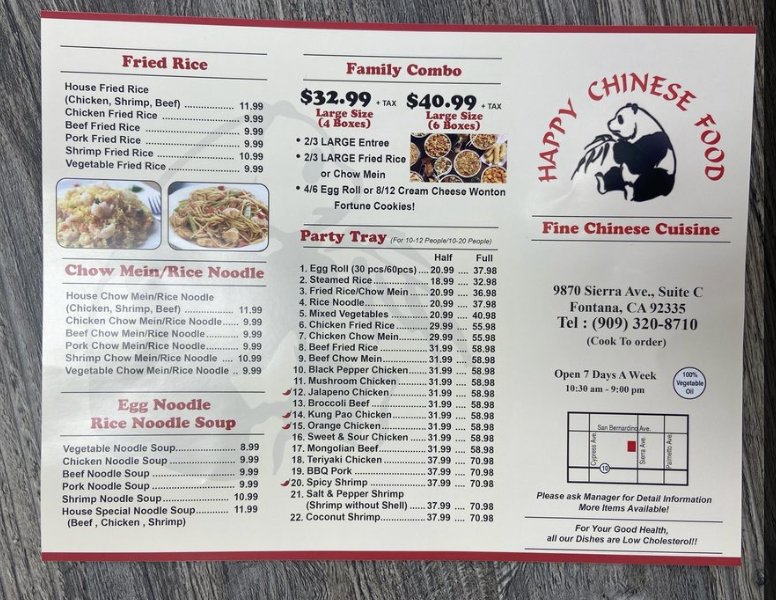 Fried Rice
House Fried Rice
(Chicken, Shrimp, Beef) ................ 11.99
Chicken Fried Rice ...................... 9.99
Beef Fried Rice ........................... 9.99
Pork Fried Rice ........................... 9.99
Shrimp Fried Rice ...................... 10.99
Vegetable Fried Rice .................... 9.99
Chow Mein/Rice Noodle
House Chow Mein/Rice Noodle
(Chicken, Shrimp, Beef) ................ 11.99
Chicken Chow Mein/Rice Noodle...... 9.99
Beef Chow Mein/Rice Noodle........... 9.99
Pork Chow Mein/Rice Noodle........... 9.99
Shrimp Chow Mein/Rice Noodle .... 10.99
Vegetable Chow Mein/Rice Noodle .. 9.99
Egg Noodle
Rice Noodle Soup
Vegetable Noodle Soup.................. 8.99
Chicken Noodle Soup .................... 9.99
Beef Noodle Soup ......................... 9.99
Pork Noodle Soup ......................... 9.99
Shrimp Noodle Soup .................... 10.99
House Special Noodle Soup........... 11.99
(Beef , Chicken , Shrimp)
Family Combo
$32.99 + TAX $40.99 + TAX
Large Size Large Size
(4 Boxes) (6 Boxes)
• 2/3 LARGE Entree
• 2/3 LARGE Fried Rice
or Chow Mein
• 4/6 Egg Roll or 8/12 Cream Cheese Wonton
Fortune Cookies!
Party Tray (For 10-12 People/10-20 People)
Half Full
1. Egg Roll (30 pcs/60pcs) .... 20.99 .... 37.98
2. Steamed Rice................... 18.99 .... 32.98
3. Fried Rice/Chow Mein ...... 20.99 .... 36.98
4. Rice Noodle...................... 20.99 .... 37.98
5. Mixed Vegetables ............. 20.99 .... 40.98
6. Chicken Fried Rice ........... 29.99 .... 55.98
7. Chicken Chow Mein .......... 29.99 .... 55.98
8. Beef Fried Rice ................ 31.99 .... 58.98
9. Beef Chow Mein................ 31.99 .... 58.98
10. Black Pepper Chicken ..... 31.99 .... 58.98
11. Mushroom Chicken.......... 31.99 .... 58.98
12. Jalapeno Chicken ............ 31.99 .... 58.98
13. Broccoli Beef ................... 31.99 .... 58.98
14. Kung Pao Chicken ........... 31.99 .... 58.98
15. Orange Chicken ............... 31.99 .... 58.98
16. Sweet & Sour Chicken ..... 31.99 .... 58.98
17. Mongolian Beef................ 31.99 .... 58.98
18. Teriyaki Chicken .............. 37.99 .... 70.98
19. BBQ Pork ........................ 37.99 .... 70.98
20. Spicy Shrimp ................... 37.99 .... 70.98
21. Salt & Pepper Shrimp
(Shrimp without Shell) ...... 37.99 .... 70.98
22. Coconut Shrimp............... 37.99 .... 70.98
HAPPY CHINESE FOOD
Fine Chinese Cuisine
9870 Sierra Ave., Suite C
Fontana, CA 92335
Tel : (909) 320-8710
(Cook To order)
Open 7 Days A Week
10:30 am - 9:00 pm
100%
Vegetable
Oil
San Bernardino Ave.
Cypress Ave.
Sierra Ave.
Palmetto Ave.
10
Please ask Manager for Detail Information
More Items Available!
For Your Good Health,
all our Dishes are Low Cholesterol!!